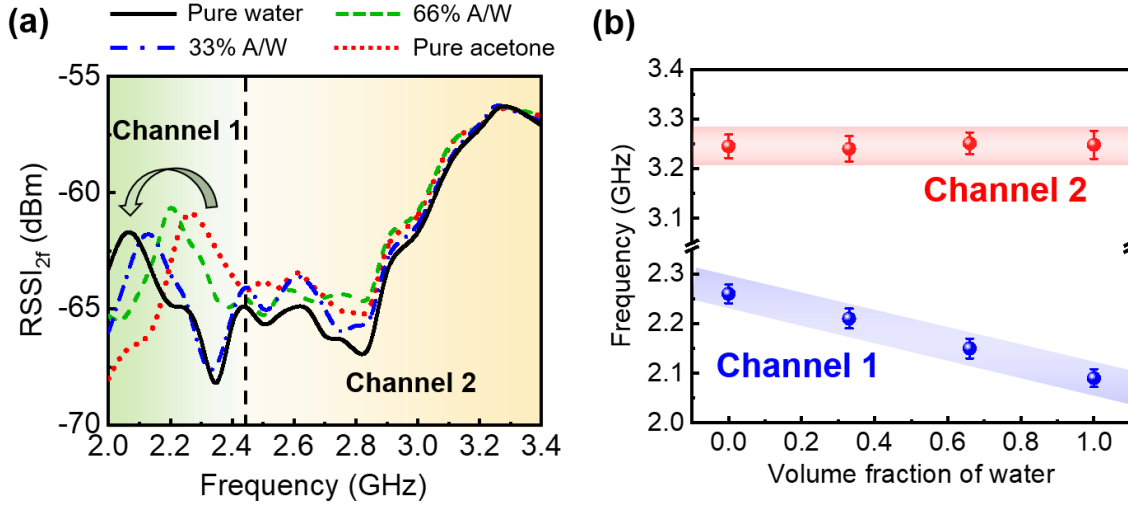 (a)
Pure water
66% A/W
33% A/W
Pure acetone
RSSI2f (dBm)
-55
-60
-65
-70
Channel 1
Channel 2
2.0 2.2 2.4 2.6 2.8 3.0 3.2 3.4
Frequency (GHz)
(b)
Frequency (GHz)
3.4
3.3
3.2
3.1
2.3
2.2
2.1
2.0
Channel 2
Channel 1
0.0 0.2 0.4 0.6 0.8 1.0
Volume fraction of water